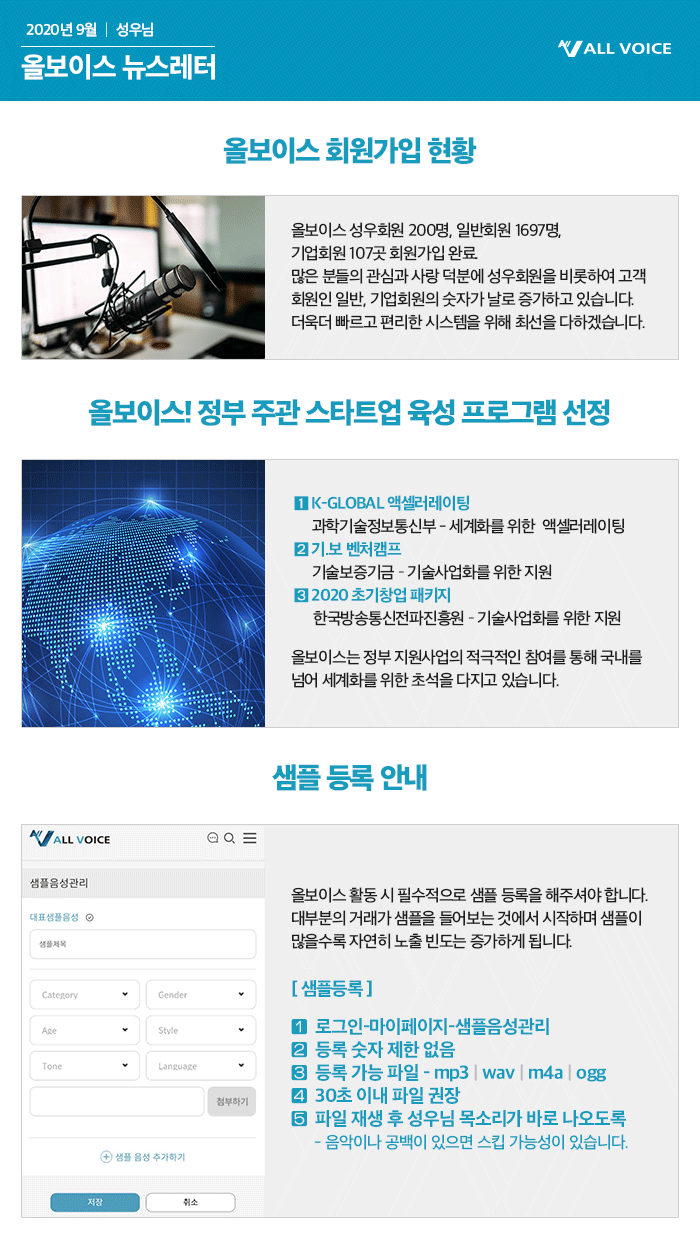 2020년 9월 | 성우님
올보이스 뉴스레터
ALL VOICE
올보이스 회원가입 현황
올보이스 성우회원 200명, 일반회원 1697명,
기업회원 107곳 회원가입 완료.
많은 분들의 관심과 사랑 덕분에 성우회원을 비롯하여 고객
회원인 일반, 기업회원의 숫자가 날로 증가하고 있습니다.
더욱더 빠르고 편리한 시스템을 위해 최선을 다하겠습니다.
올보이스! 정부 주관 스타트업 육성 프로그램 선정
1 K-GLOBAL 액셀러레이팅
과학기술정보통신부 - 세계화를 위한 액셀러레이팅
2 기.보 벤처캠프
기술보증기금 - 기술사업화를 위한 지원
3 2020 초기창업 패키지
한국방송통신전파진흥원 - 기술사업화를 위한 지원
올보이스는 정부 지원사업의 적극적인 참여를 통해 국내를
넘어 세계화를 위한 초석을 다지고 있습니다.
샘플 등록 안내
ALL VOICE
샘플음성관리
대표샘플음성
샘플제목
Category Gender
Age Style
Tone Language
첨부하기
샘플 음성 추가하기
저장 취소
올보이스 활동 시 필수적으로 샘플 등록을 해주셔야 합니다.
대부분의 거래가 샘플을 들어보는 것에서 시작하며 샘플이
많을수록 자연히 노출 빈도는 증가하게 됩니다.
[ 샘플등록 ]
1 로그인-마이페이지-샘플음성관리
2 등록 숫자 제한 없음
3 등록 가능 파일 - mp3 | wav | m4a | ogg
4 30초 이내 파일 권장
5 파일 재생 후 성우님 목소리가 바로 나오도록
- 음악이나 공백이 있으면 스킵 가능성이 있습니다.